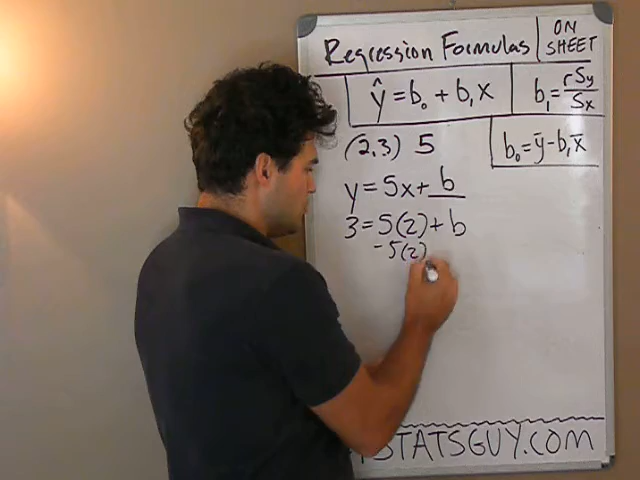 Regression Formulas
ON SHEET
ŷ = b₀ + b₁x
b₁ = rSy/Sx
(2,3) 5
b₀ = ȳ - b₁x̄
y = 5x + b
3 = 5(2) + b
-5(2)
STATSGUY.COM